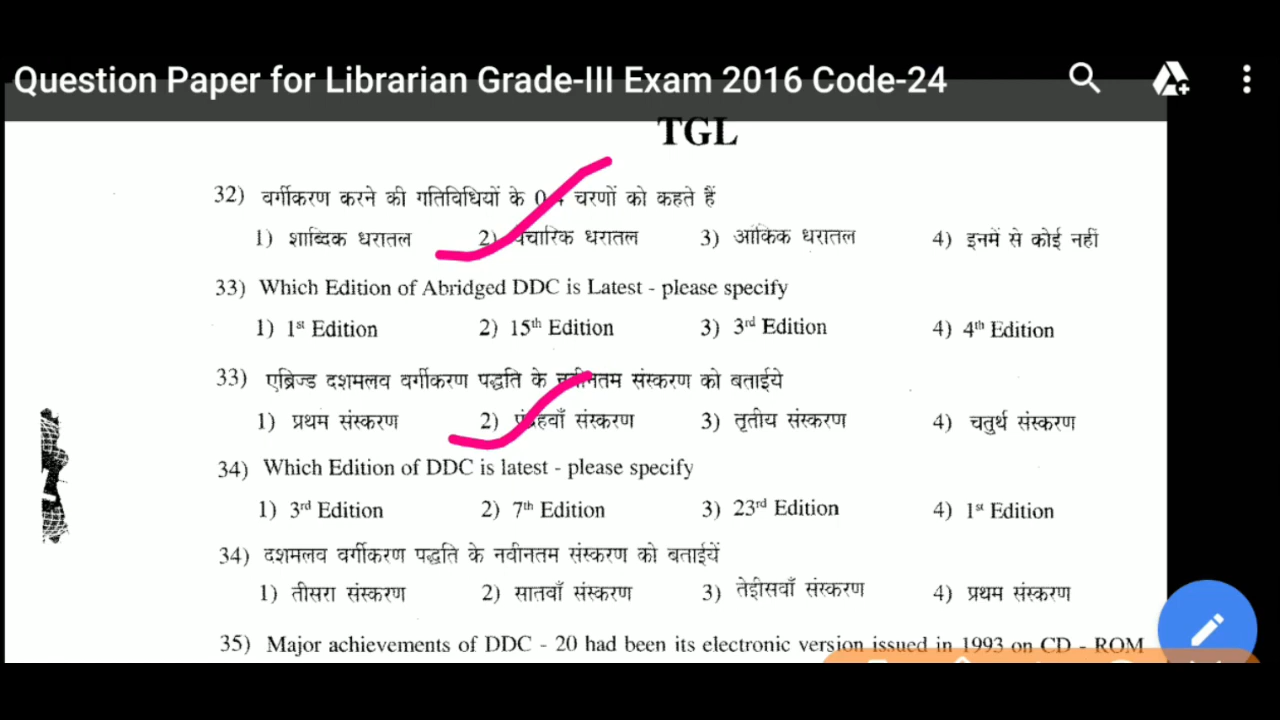 Question Paper for Librarian Grade-III Exam 2016 Code-24
TGL
32) वर्गीकरण करने की गतिविधियों के चरणों को कहते हैं
1) शाब्दिक धरातल 2) धरातल 3) आंकिक धरातल 4) इनमें से कोई नहीं
33) Which Edition of Abridged DDC is Latest - please specify
1) 1st Edition 2) 15th Edition 3) 3rd Edition 4) 4th Edition
33) एब्रिज्ड दशमलव वर्गीकरण पद्धति के नवीनतम संस्करण को बताईये
1) प्रथम संस्करण 2) संस्करण 3) तृतीय संस्करण 4) चतुर्थ संस्करण
34) Which Edition of DDC is latest - please specify
1) 3rd Edition 2) 7th Edition 3) 23rd Edition 4) 1st Edition
34) दशमलव वर्गीकरण पद्धति के नवीनतम संस्करण को बताईयें
1) तीसरा संस्करण 2) सातवाँ संस्करण 3) तेईसवाँ संस्करण 4) प्रथम संस्करण
35) Major achievements of DDC - 20 had been its electronic version issued in 1993 on CD - ROM